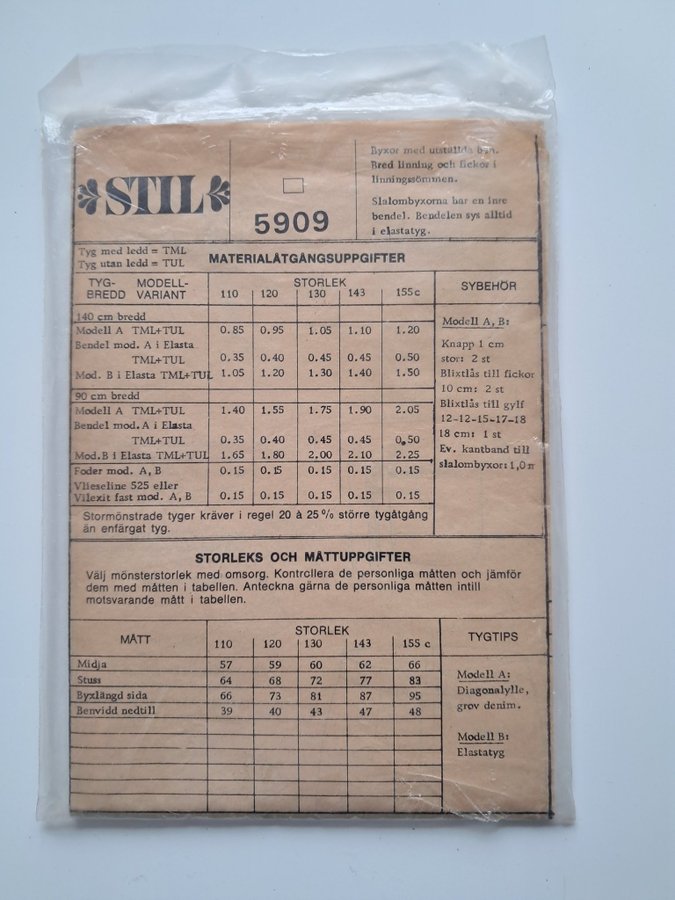 STIL
5909
Byxor med utställda ben.
Bred linning och fickor i
linningssömmen.
Slalombyxorna har en inre
bendel. Bendelen sys alltid
i elastatyg.
Tyg med ledd = TML
Tyg utan ledd = TUL
MATERIALÅTGÅNGSUPPGIFTER
TYG- MODELL- STORLEK SYBEHÖR
BREDD VARIANT 110 120 130 143 155 c
140 cm bredd
Modell A TML+TUL 0.85 0.95 1.05 1.10 1.20
Bendel mod. A i Elasta
TML+TUL 0.35 0.40 0.45 0.45 0.50
Mod. B i Elasta TML+TUL 1.05 1.20 1.30 1.40 1.50
90 cm bredd
Modell A TML+TUL 1.40 1.55 1.75 1.90 2.05
Bendel mod. A i Elasta
TML+TUL 0.35 0.40 0.45 0.45 0,50
Mod. B i Elasta TML+TUL 1.65 1.80 2.00 2.10 2.25
Foder mod. A, B 0.15 0.15 0.15 0.15 0.15
Vlieseline 525 eller
Vilexit fast mod. A, B 0.15 0.15 0.15 0.15 0.15
Modell A, B:
Knapp 1 cm
stor: 2 st
Blixtlås till fickor
10 cm: 2 st
Blixtlås till gylf
12-12-15-17-18
18 cm: 1 st
Ev. kantband till
slalombyxor: 1,0 m
Stormönstrade tyger kräver i regel 20 à 25 % större tygåtgång
än enfärgat tyg.
STORLEKS OCH MÅTTUPPGIFTER
Välj mönsterstorlek med omsorg. Kontrollera de personliga måtten och jämför
dem med måtten i tabellen. Anteckna gärna de personliga måtten intill
motsvarande mått i tabellen.
MÅTT STORLEK TYGTIPS
110 120 130 143 155 c
Midja 57 59 60 62 66
Stuss 64 68 72 77 83
Byxlängd sida 66 73 81 87 95
Benvidd nedtill 39 40 43 47 48
Modell A:
Diagonalylle,
grov denim.
Modell B:
Elastatyg